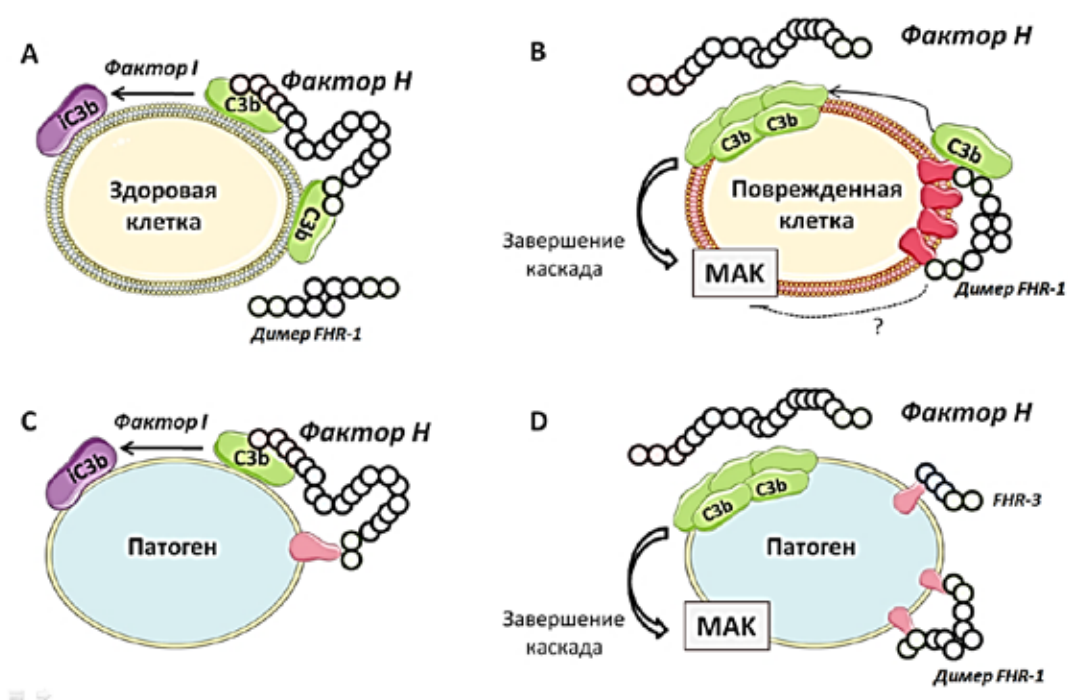 A
Фактор I
Фактор H
C3b
iC3b
Здоровая
клетка
C3b
Димер FHR-1
B
Фактор H
C3b
C3b
C3b
Поврежденная
клетка
Завершение
каскада
МАК
Димер FHR-1
?
C
Фактор I
Фактор H
C3b
iC3b
Патоген
D
Фактор H
C3b
C3b
FHR-3
Патоген
Завершение
каскада
МАК
Димер FHR-1